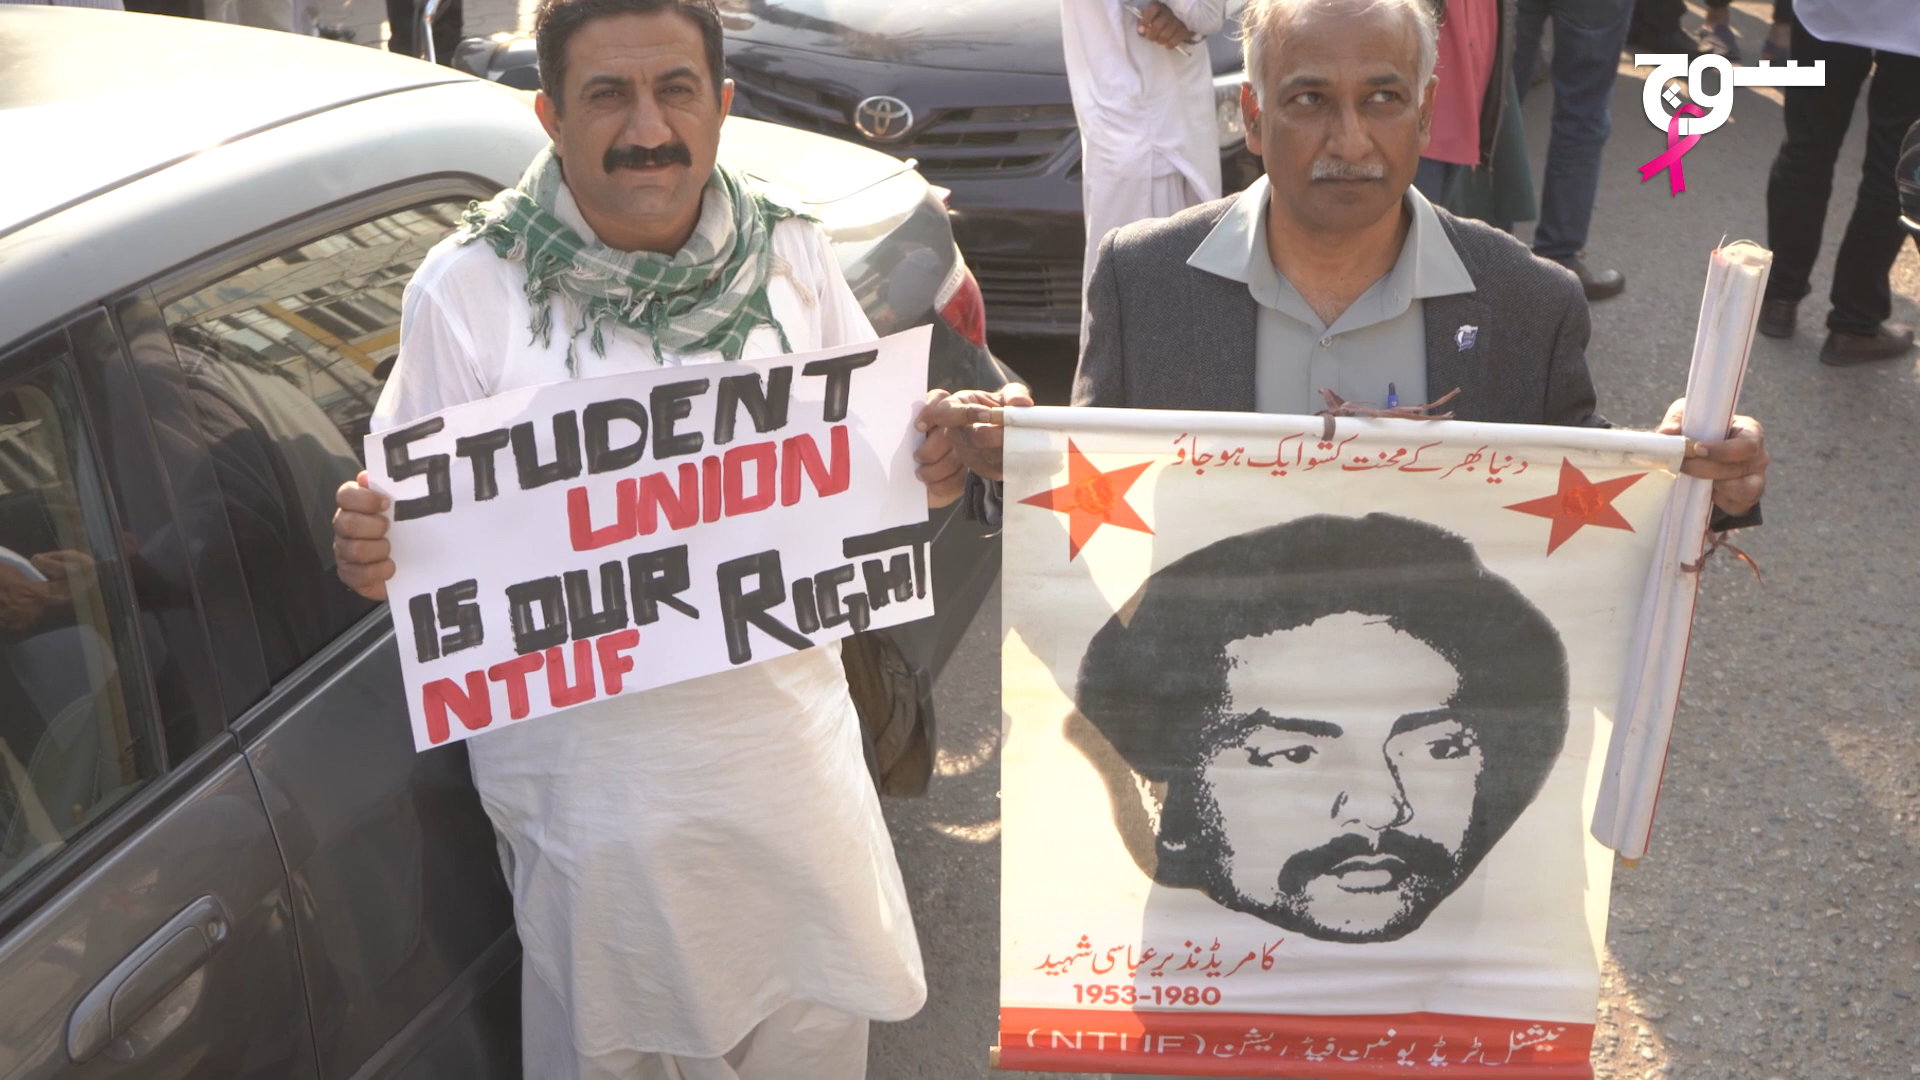 سوچ
STUDENT
UNION
IS OUR RIGHT
NTUF
دنیا بھر کے محنت کشو ایک ہو جاؤ
کامریڈ نذیر عباسی شہید
1953-1980
نیشنل ٹریڈ یونین فیڈریشن (NTUF)